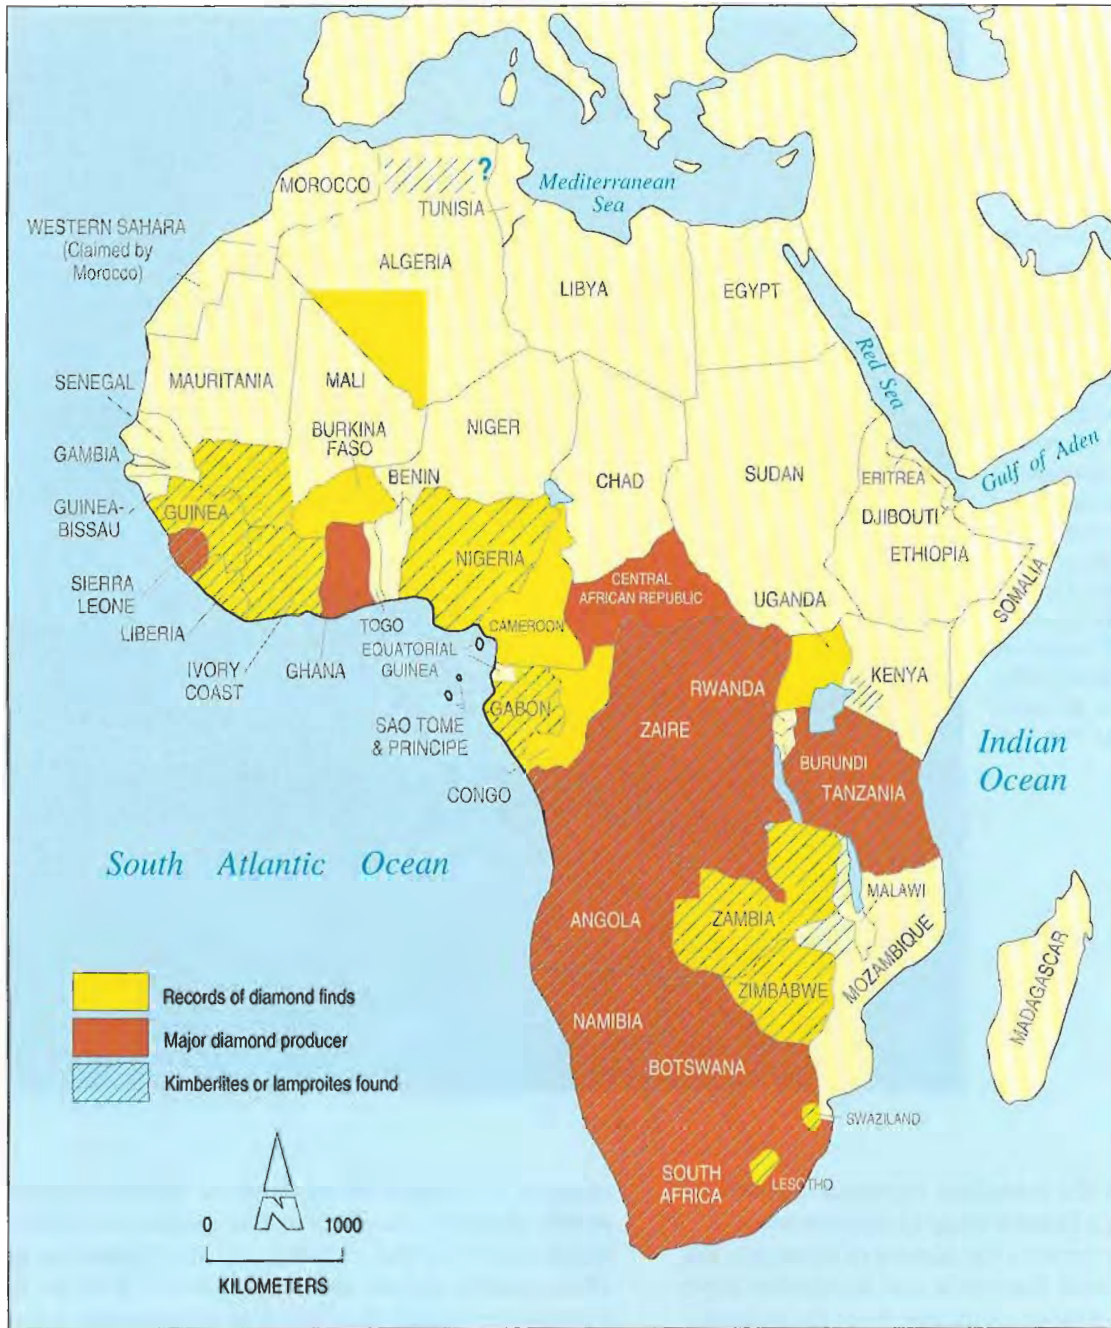 ?
MOROCCO
Mediterranean
Sea
TUNISIA
WESTERN SAHARA
(Claimed by
Morocco)
ALGERIA
LIBYA
EGYPT
Red Sea
SENEGAL
MAURITANIA
MALI
BURKINA
FASO
NIGER
GAMBIA
BENIN
CHAD
SUDAN
ERITREA
Gulf of Aden
GUINEA-
BISSAU
GUINEA
DJIBOUTI
ETHIOPIA
NIGERIA
SOMALIA
SIERRA
LEONE
CENTRAL
AFRICAN REPUBLIC
UGANDA
LIBERIA
TOGO
CAMEROON
EQUATORIAL
GUINEA
IVORY
COAST
GHANA
KENYA
RWANDA
GABON
SAO TOME
& PRINCIPE
ZAIRE
Indian
Ocean
BURUNDI
CONGO
TANZANIA
South Atlantic Ocean
MALAWI
ANGOLA
ZAMBIA
MOZAMBIQUE
MADAGASCAR
Records of diamond finds
ZIMBABWE
NAMIBIA
Major diamond producer
BOTSWANA
Kimberlites or lamproites found
SWAZILAND
SOUTH
AFRICA
LESOTHO
N
0 1000
KILOMETERS